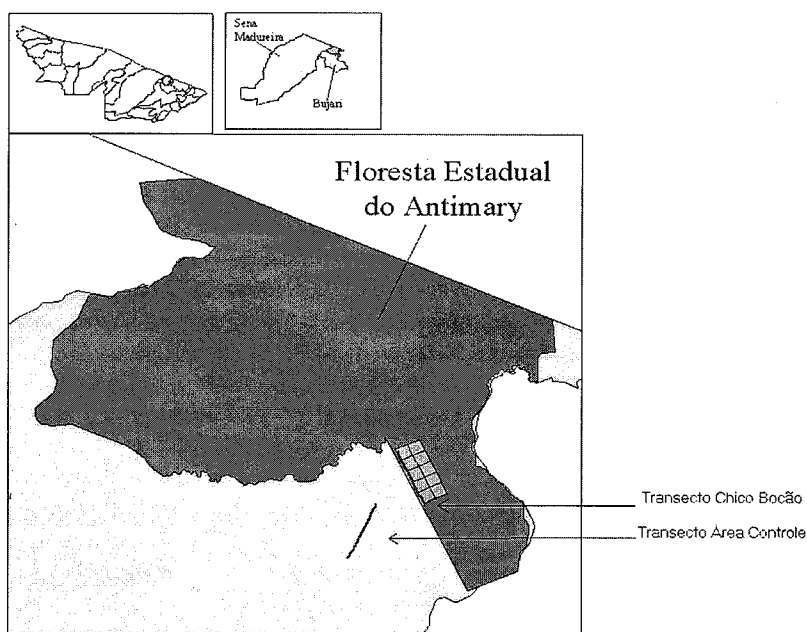 Sena
Madureira
Bujari
Floresta Estadual
do Antimary
Transecto Chico Bocão
Transecto Área Controle